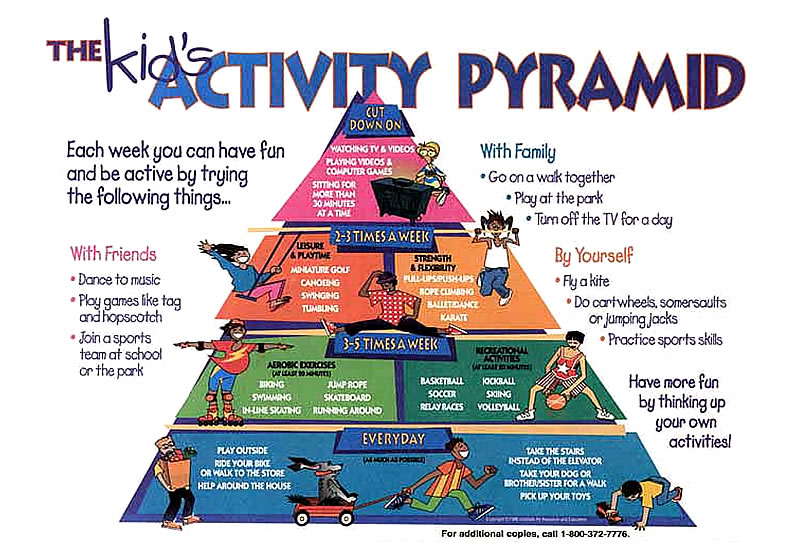 THE kid's ACTIVITY PYRAMID
Each week you can have fun
and be active by trying
the following things...
With Friends
• Dance to music
• Play games like tag
and hopscotch
• Join a sports
team at school
or the park
With Family
• Go on a walk together
• Play at the park
• Turn off the TV for a day
By Yourself
• Fly a kite
• Do cartwheels, somersaults
or jumping jacks
• Practice sports skills
Have more fun
by thinking up
your own
activities!
CUT
DOWN ON
WATCHING TV & VIDEOS
PLAYING VIDEOS &
COMPUTER GAMES
SITTING FOR
MORE THAN
30 MINUTES
AT A TIME
2-3 TIMES A WEEK
LEISURE
& PLAYTIME
MINIATURE GOLF
CANOEING
SWINGING
TUMBLING
STRENGTH
& FLEXIBILITY
PULL-UPS/PUSH-UPS
ROPE CLIMBING
BALLET/DANCE
KARATE
3-5 TIMES A WEEK
AEROBIC EXERCISES
(AT LEAST 20 MINUTES)
BIKING
SWIMMING
IN-LINE SKATING
JUMP ROPE
SKATEBOARD
RUNNING AROUND
RECREATIONAL
ACTIVITIES
(AT LEAST 20 MINUTES)
BASKETBALL
SOCCER
RELAY RACES
KICKBALL
SKIING
VOLLEYBALL
EVERYDAY
(AS MUCH AS POSSIBLE)
PLAY OUTSIDE
RIDE YOUR BIKE
OR WALK TO THE STORE
HELP AROUND THE HOUSE
TAKE THE STAIRS
INSTEAD OF THE ELEVATOR
TAKE YOUR DOG OR
BROTHER/SISTER FOR A WALK
PICK UP YOUR TOYS
For additional copies, call 1-800-372-7776.